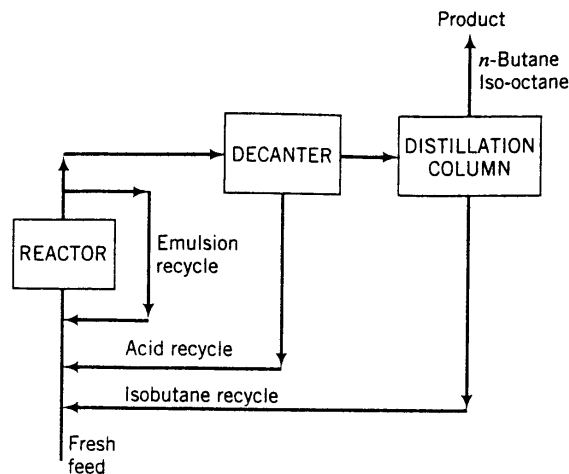 Product
n-Butane
Iso-octane
DECANTER
DISTILLATION
COLUMN
REACTOR
Emulsion
recycle
Acid recycle
Isobutane recycle
Fresh
feed